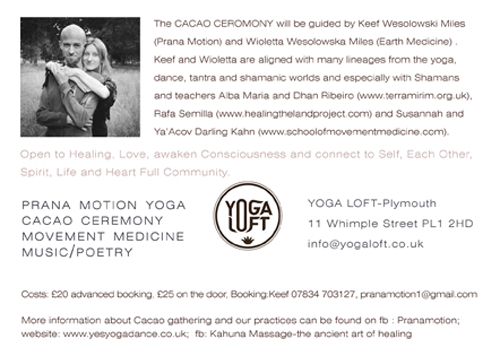 The CACAO CEROMONY will be guided by Keef Wesolowski Miles
(Prana Motion) and Wioletta Wesolowska Miles (Earth Medicine) .
Keef and Wioletta are aligned with many lineages from the yoga,
dance, tantra and shamanic worlds and especially with Shamans
and teachers Alba Maria and Dhan Ribeiro (www.terramirim.org.uk),
Rafa Semilla (www.healingthelandproject.com) and Susannah and
Ya'Acov Darling Kahn (www.schoolofmovementmedicine.com).
Open to Healing, Love, awaken Consciousness and connect to Self, Each Other,
Spirit, Life and Heart Full Community.
PRANA MOTION YOGA
CACAO CEREMONY
MOVEMENT MEDICINE
MUSIC/POETRY
YOGA
LOFT
YOGA LOFT-Plymouth
11 Whimple Street PL1 2HD
info@yogaloft.co.uk
Costs: £20 advanced booking, £25 on the door, Booking:Keef 07834 703127, pranamotion1@gmail.com
More information about Cacao gathering and our practices can be found on fb : Pranamotion;
website: www.yesyogadance.co.uk;  fb: Kahuna Massage-the ancient art of healing